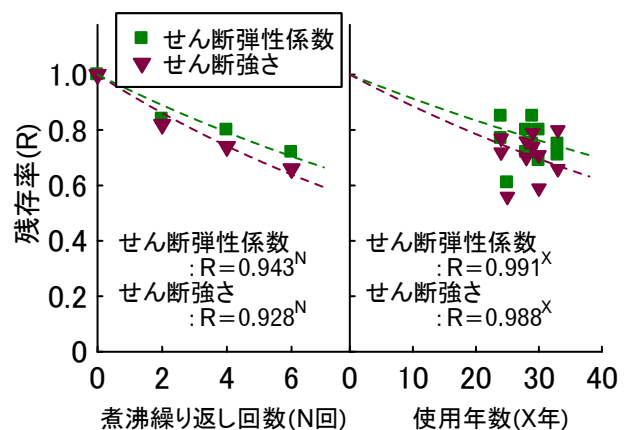 せん断弾性係数
せん断強さ
残存率(R)
1.0
0.8
0.6
0.4
0.2
0
せん断弾性係数
:R=0.943^N
せん断強さ
:R=0.928^N
せん断弾性係数
:R=0.991^X
せん断強さ
:R=0.988^X
0 2 4 6
0 10 20 30 40
煮沸繰り返し回数(N回)
使用年数(X年)